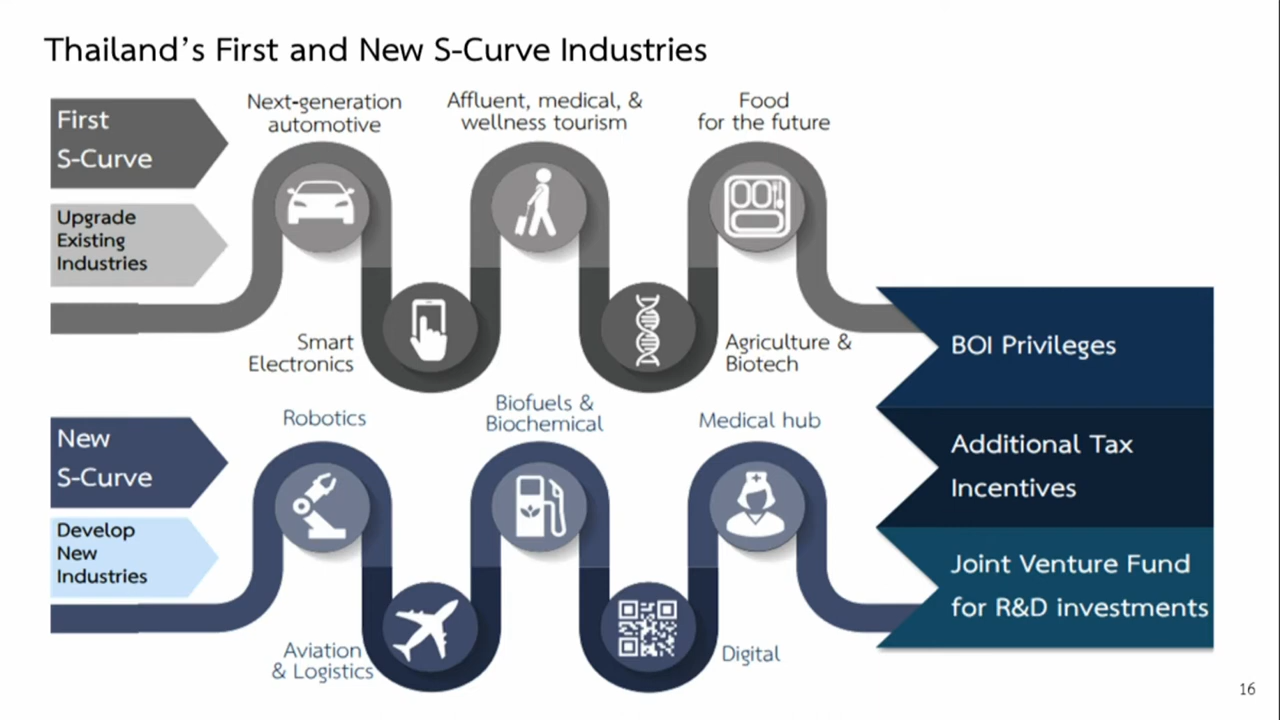 Thailand's First and New S-Curve Industries
First
S-Curve
Upgrade
Existing
Industries
Next-generation
automotive
Affluent, medical, &
wellness tourism
Food
for the future
Smart
Electronics
Agriculture &
Biotech
New
S-Curve
Develop
New
Industries
Robotics
Biofuels &
Biochemical
Medical hub
Aviation
& Logistics
Digital
BOI Privileges
Additional Tax
Incentives
Joint Venture Fund
for R&D investments
16